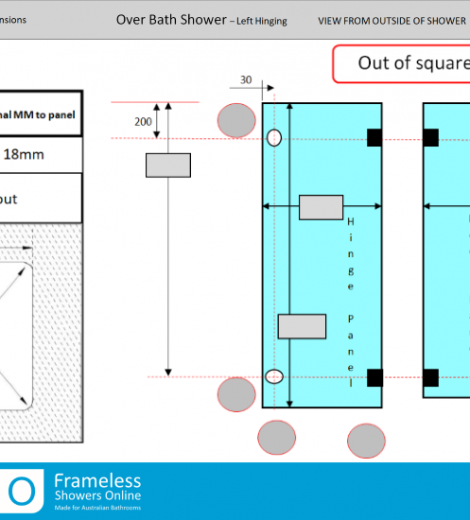 nsions
Over Bath Shower – Left Hinging
VIEW FROM OUTSIDE OF SHOWER
Out of square
nal MM to panel
18mm
out
30
200
Hinge Panel
O
Frameless
Showers Online
Made for Australian Bathrooms